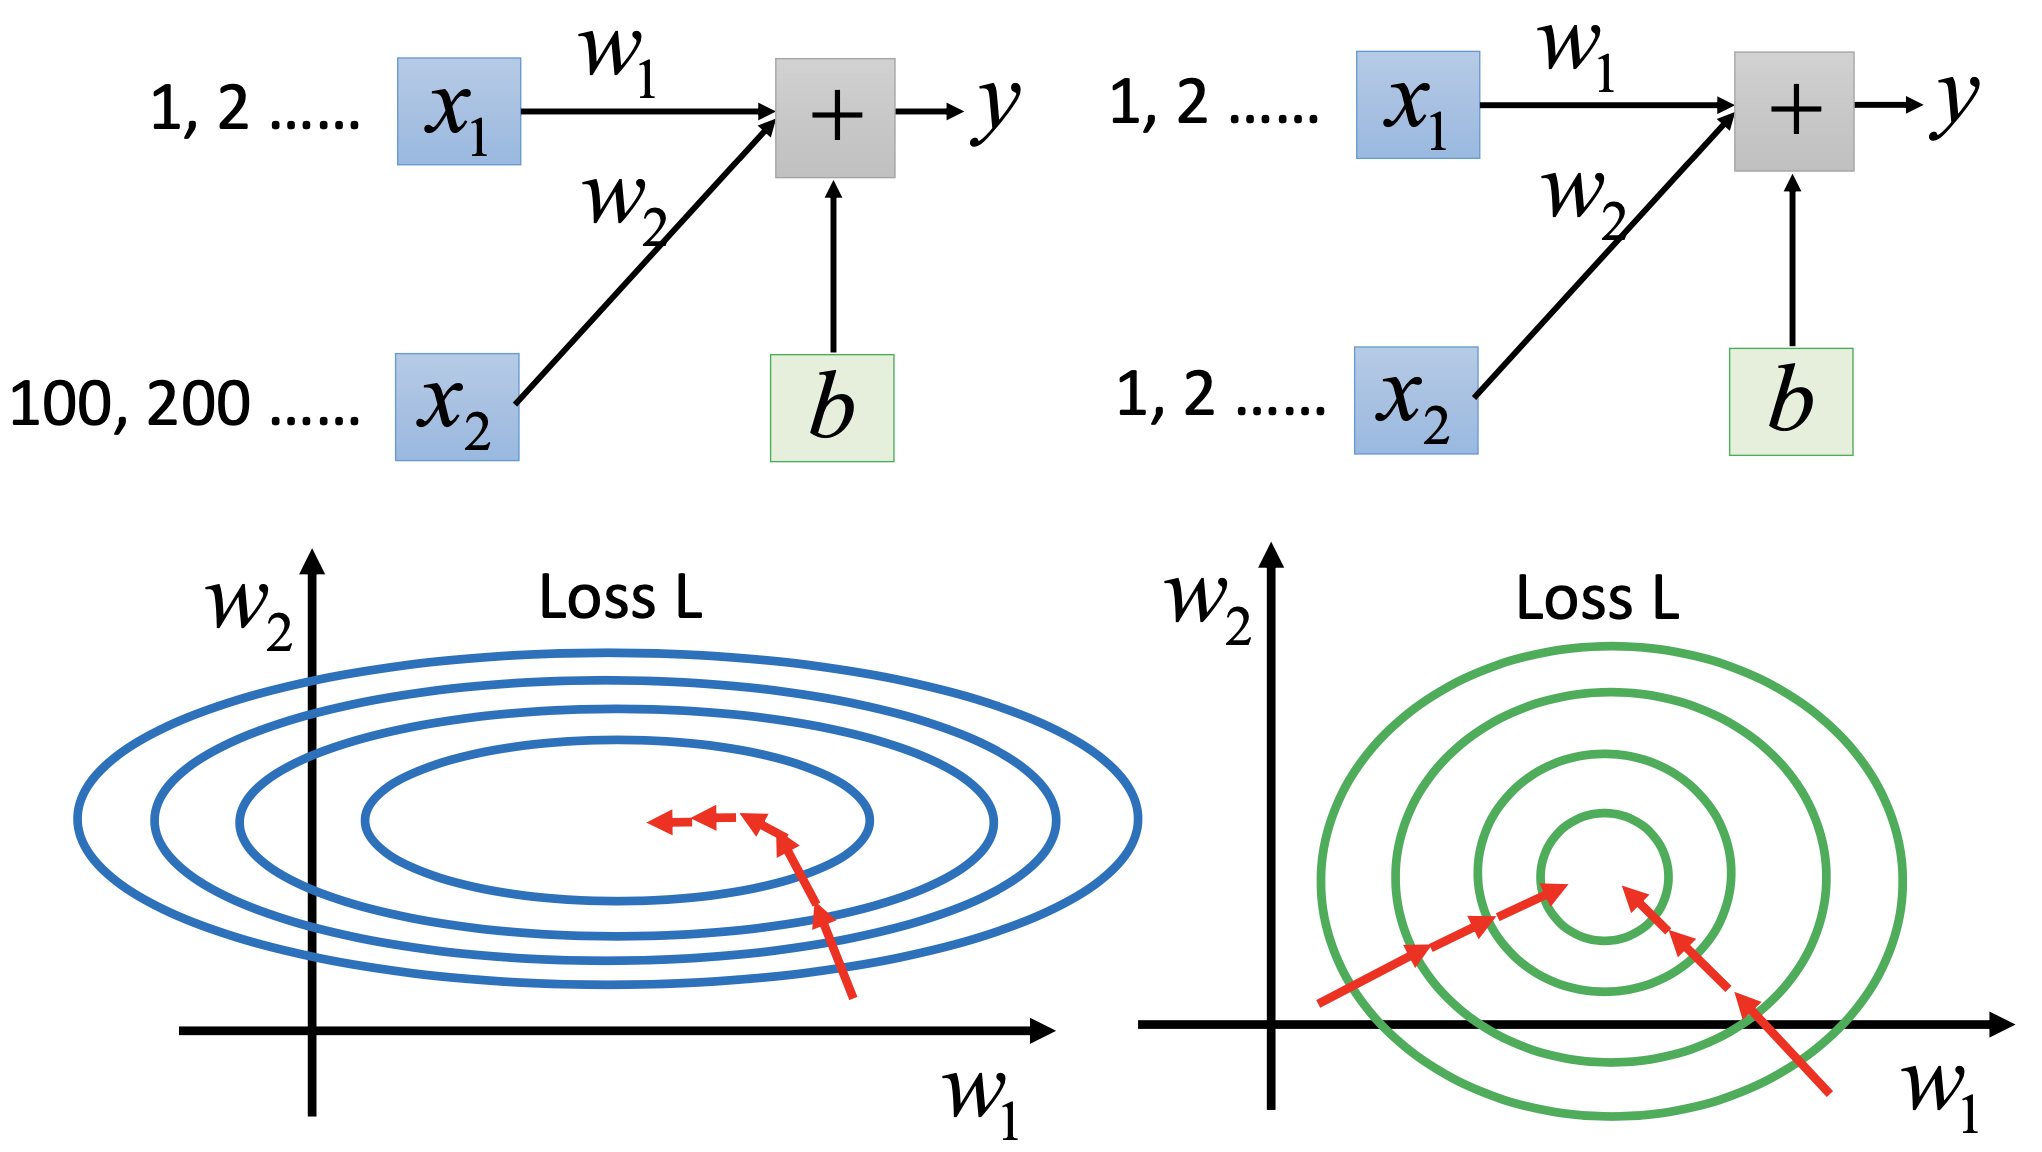 w₁
1, 2 ......
x₁
+
y
w₂
100, 200 ......
x₂
b
w₁
1, 2 ......
x₁
+
y
w₂
1, 2 ......
x₂
b
Loss L
w₂
w₁
Loss L
w₂
w₁